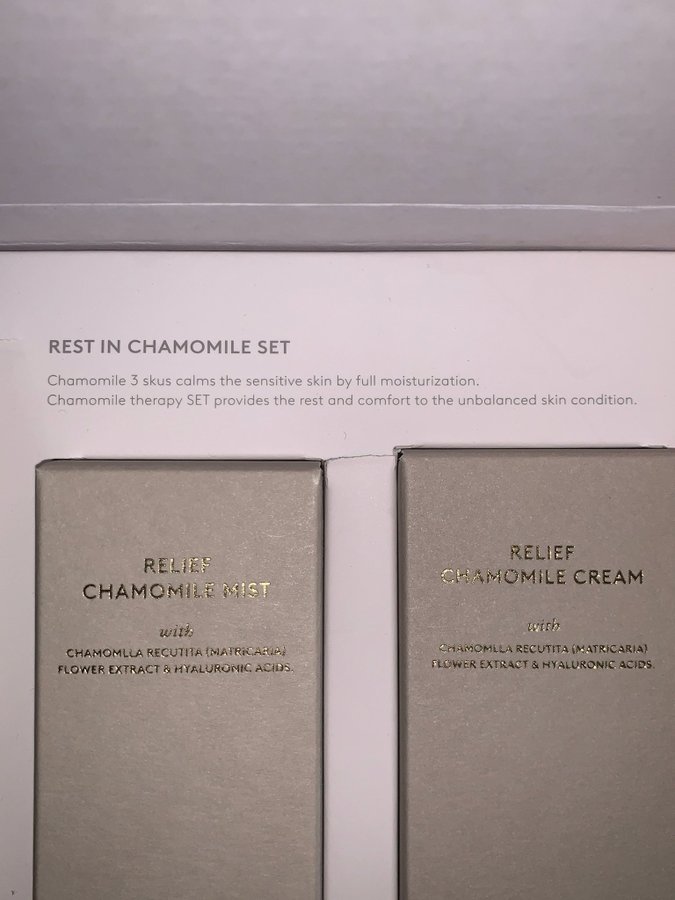 REST IN CHAMOMILE SET
Chamomile 3 skus calms the sensitive skin by full moisturization.
Chamomile therapy SET provides the rest and comfort to the unbalanced skin condition.
RELIEF
CHAMOMILE MIST
with
CHAMOMLLA RECUTITA (MATRICARIA)
FLOWER EXTRACT & HYALURONIC ACIDS.
RELIEF
CHAMOMILE CREAM
with
CHAMOMLLA RECUTITA (MATRICARIA)
FLOWER EXTRACT & HYALURONIC ACIDS.